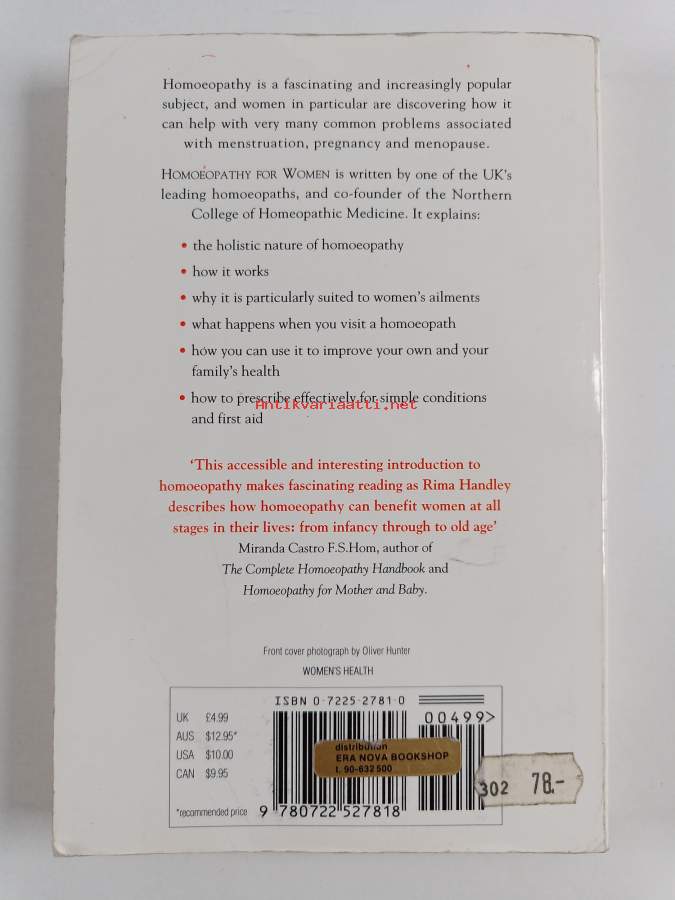 Homoeopathy is a fascinating and increasingly popular
subject, and women in particular are discovering how it
can help with very many common problems associated
with menstruation, pregnancy and menopause.
HOMOEOPATHY FOR WOMEN is written by one of the UK's
leading homoeopaths, and co-founder of the Northern
College of Homeopathic Medicine. It explains:
• the holistic nature of homoeopathy
• how it works
• why it is particularly suited to women's ailments
• what happens when you visit a homoeopath
• how you can use it to improve your own and your
family's health
• how to prescribe effectively for simple conditions
Antikvariaatti.net
and first aid
'This accessible and interesting introduction to
homoeopathy makes fascinating reading as Rima Handley
describes how homoeopathy can benefit women at all
stages in their lives: from infancy through to old age'
Miranda Castro F.S.Hom, author of
The Complete Homoeopathy Handbook and
Homoeopathy for Mother and Baby.
Front cover photograph by Oliver Hunter
WOMEN'S HEALTH
ISBN 0-7225-2781-0
00499>
UK £4.99
AUS $12.95*
USA $10.00
CAN $9.95
*recommended price
distribution
ERA NOVA BOOKSHOP
t. 90-632 500
302 78.-
9 780722 527818